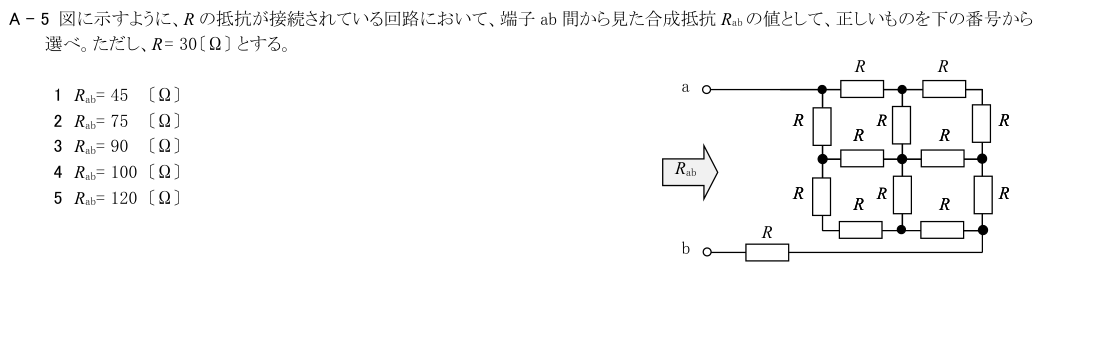 A－5 図に示すように、R の抵抗が接続されている回路において、端子 ab 間から見た合成抵抗 Rab の値として、正しいものを下の番号から
選べ。ただし、R= 30〔Ω〕とする。
1 Rab= 45 〔Ω〕
2 Rab= 75 〔Ω〕
3 Rab= 90 〔Ω〕
4 Rab= 100 〔Ω〕
5 Rab= 120 〔Ω〕
R R
a
R R R
R R
Rab
R R R
R R
R
b